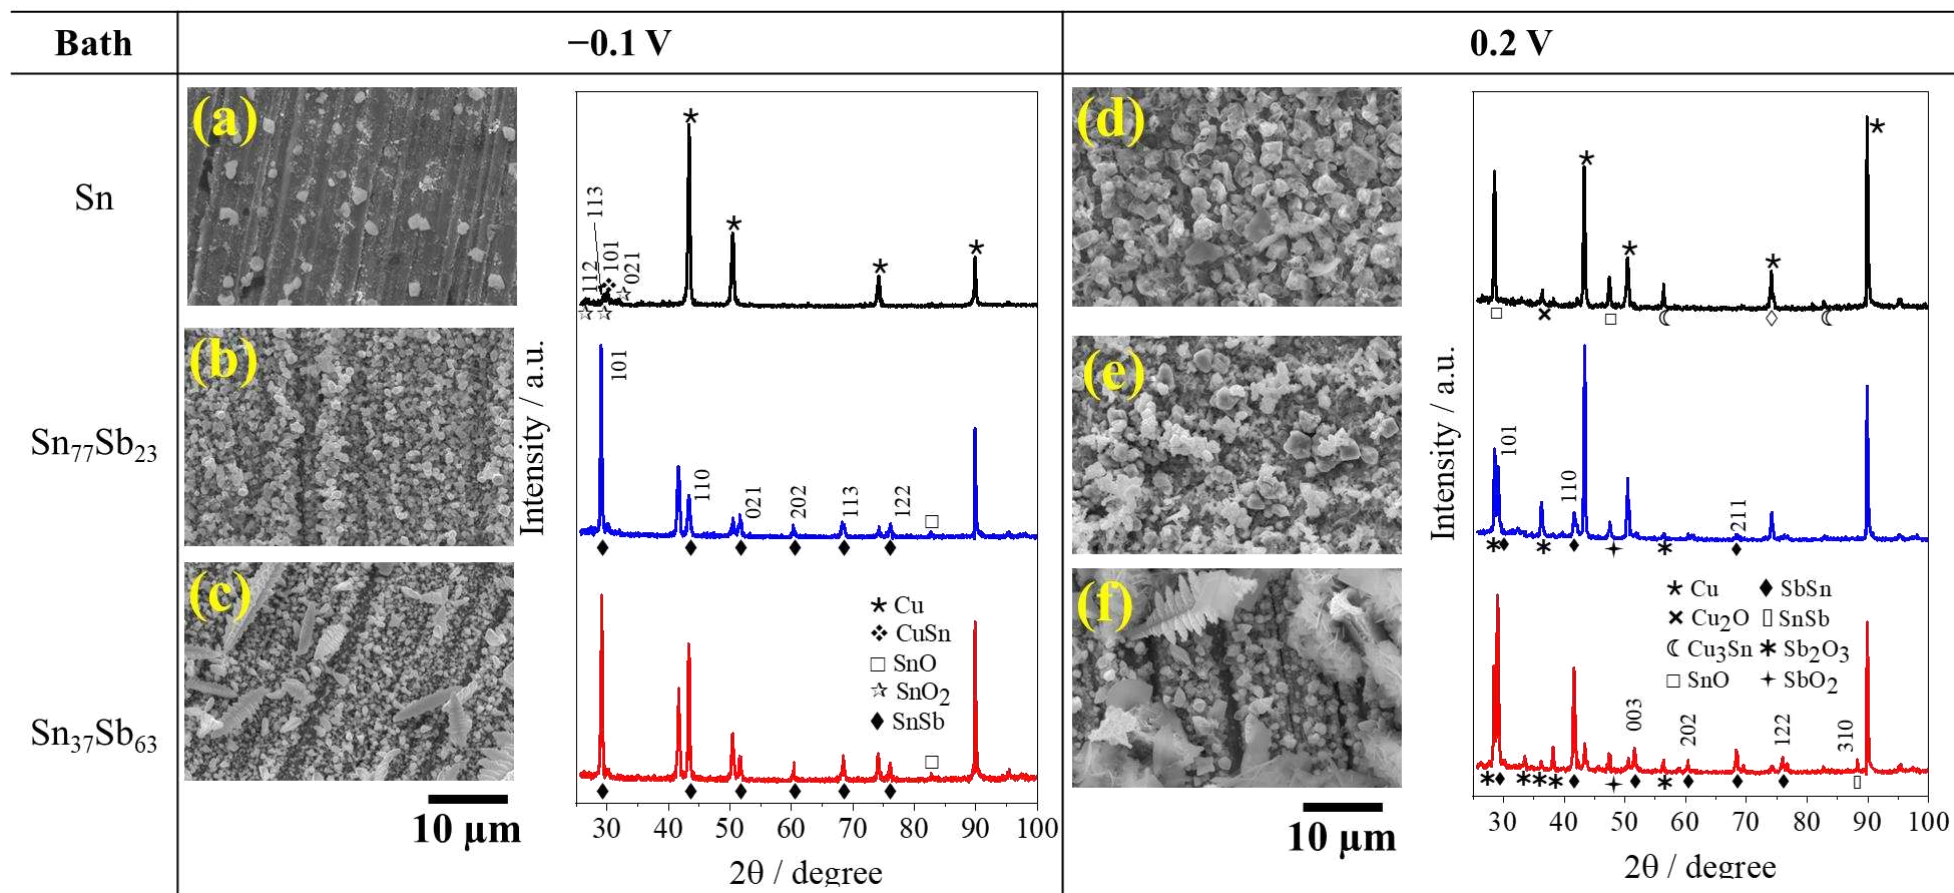 Bath
−0.1 V
0.2 V
Sn
Sn77Sb23
Sn37Sb63
(a)
(b)
(c)
10 μm
Intensity / a.u.
112
113
101
021
101
110
021
202
113
122
Cu
CuSn
SnO
SnO2
SnSb
30 40 50 60 70 80 90 100
2θ / degree
(d)
(e)
(f)
10 μm
Intensity / a.u.
101
110
211
Cu SbSn
Cu2O SnSb
Cu3Sn Sb2O3
SnO SbO2
003
202
122
310
30 40 50 60 70 80 90 100
2θ / degree